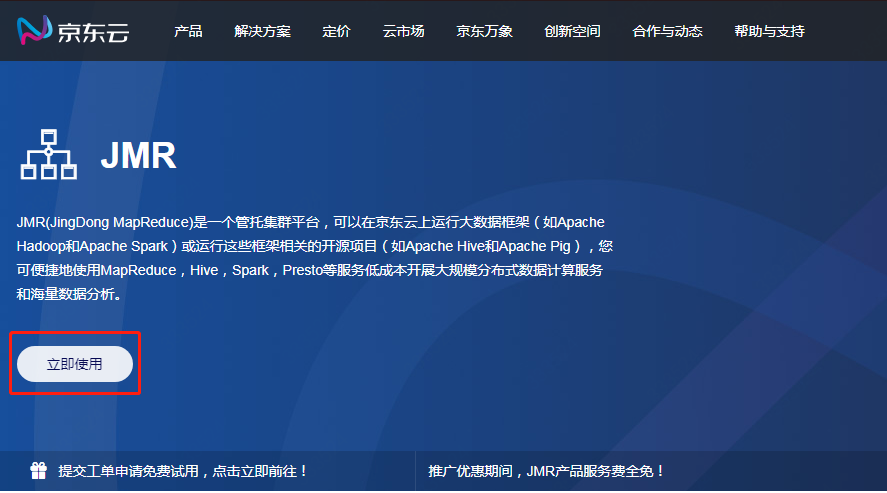 京东云 产品 解决方案 定价 云市场 京东万象 创新空间 合作与动态 帮助与支持
JMR
JMR(JingDong MapReduce)是一个管托集群平台，可以在京东云上运行大数据框架（如Apache
Hadoop和Apache Spark）或运行这些框架相关的开源项目（如Apache Hive和Apache Pig），您
可便捷地使用MapReduce，Hive，Spark，Presto等服务低成本开展大规模分布式数据计算服务
和海量数据分析。
立即使用
提交工单申请免费试用，点击立即前往！ 推广优惠期间，JMR产品服务费全免！